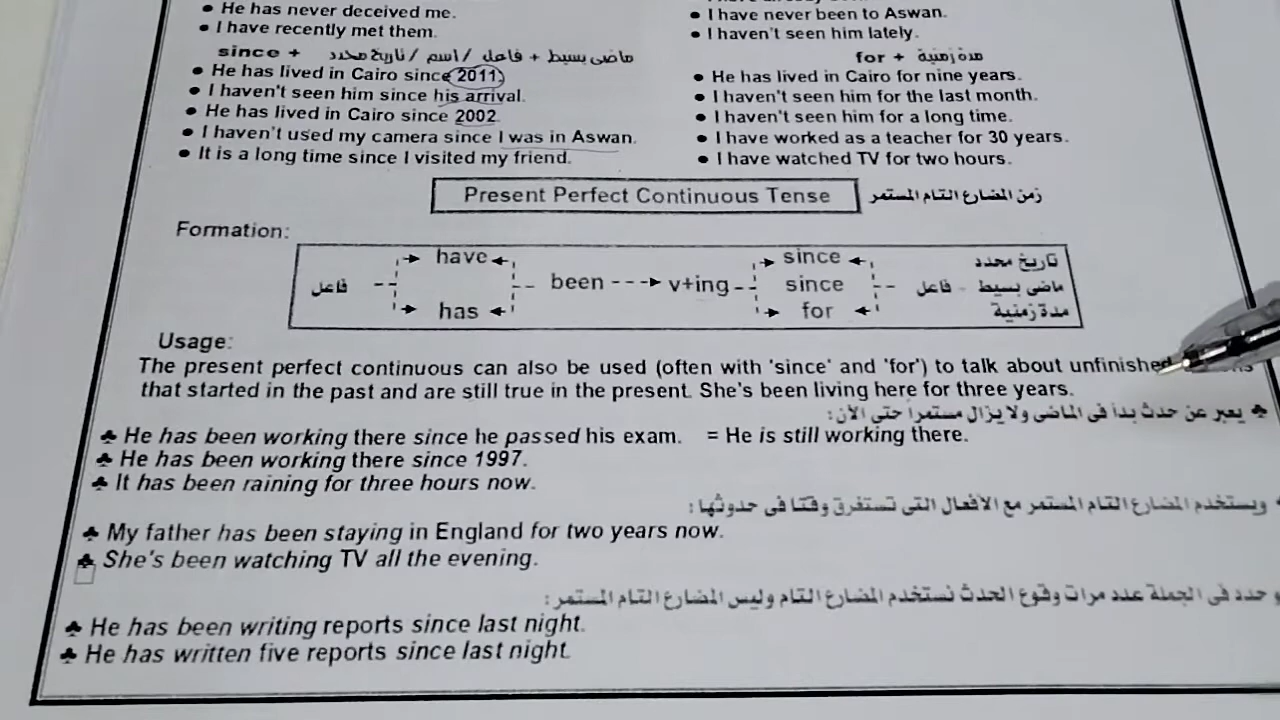 He has never deceived me.
I have never been to Aswan.
I have recently met them.
I haven't seen him lately.
since + ماضى بسيط + فاعل / اسم / تاريخ محدد
for + مدة زمنية
He has lived in Cairo since 2011.
He has lived in Cairo for nine years.
I haven't seen him since his arrival.
I haven't seen him for the last month.
He has lived in Cairo since 2002.
I haven't seen him for a long time.
I haven't used my camera since I was in Aswan.
I have worked as a teacher for 30 years.
It is a long time since I visited my friend.
I have watched TV for two hours.
Present Perfect Continuous Tense زمن المضارع التام المستمر
Formation:
have since تاريخ محدد
فاعل been v+ing since فاعل - ماضى بسيط
has for مدة زمنية
Usage:
The present perfect continuous can also be used (often with 'since' and 'for') to talk about unfinished
that started in the past and are still true in the present. She's been living here for three years.
♣ يعبر عن حدث بدأ فى الماضى ولا يزال مستمرا حتى الآن:
♣ He has been working there since he passed his exam. = He is still working there.
♣ He has been working there since 1997.
♣ It has been raining for three hours now.
ويستخدم المضارع التام المستمر مع الأفعال التى تستغرق وقتا فى حدوثها :
♣ My father has been staying in England for two years now.
♣ She's been watching TV all the evening.
حدد فى الجملة عدد مرات وقوع الحدث نستخدم المضارع التام وليس المضارع التام المستمر:
♣ He has been writing reports since last night.
♣ He has written five reports since last night.